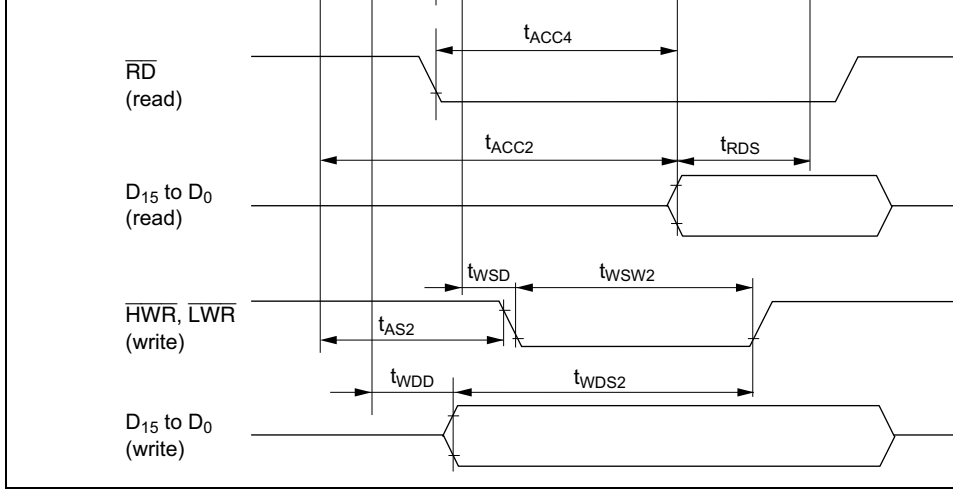 tACC4
RD
(read)
tACC2
tRDS
D15 to D0
(read)
tWSD
tWSW2
HWR, LWR
(write)
tAS2
tWDD
tWDS2
D15 to D0
(write)